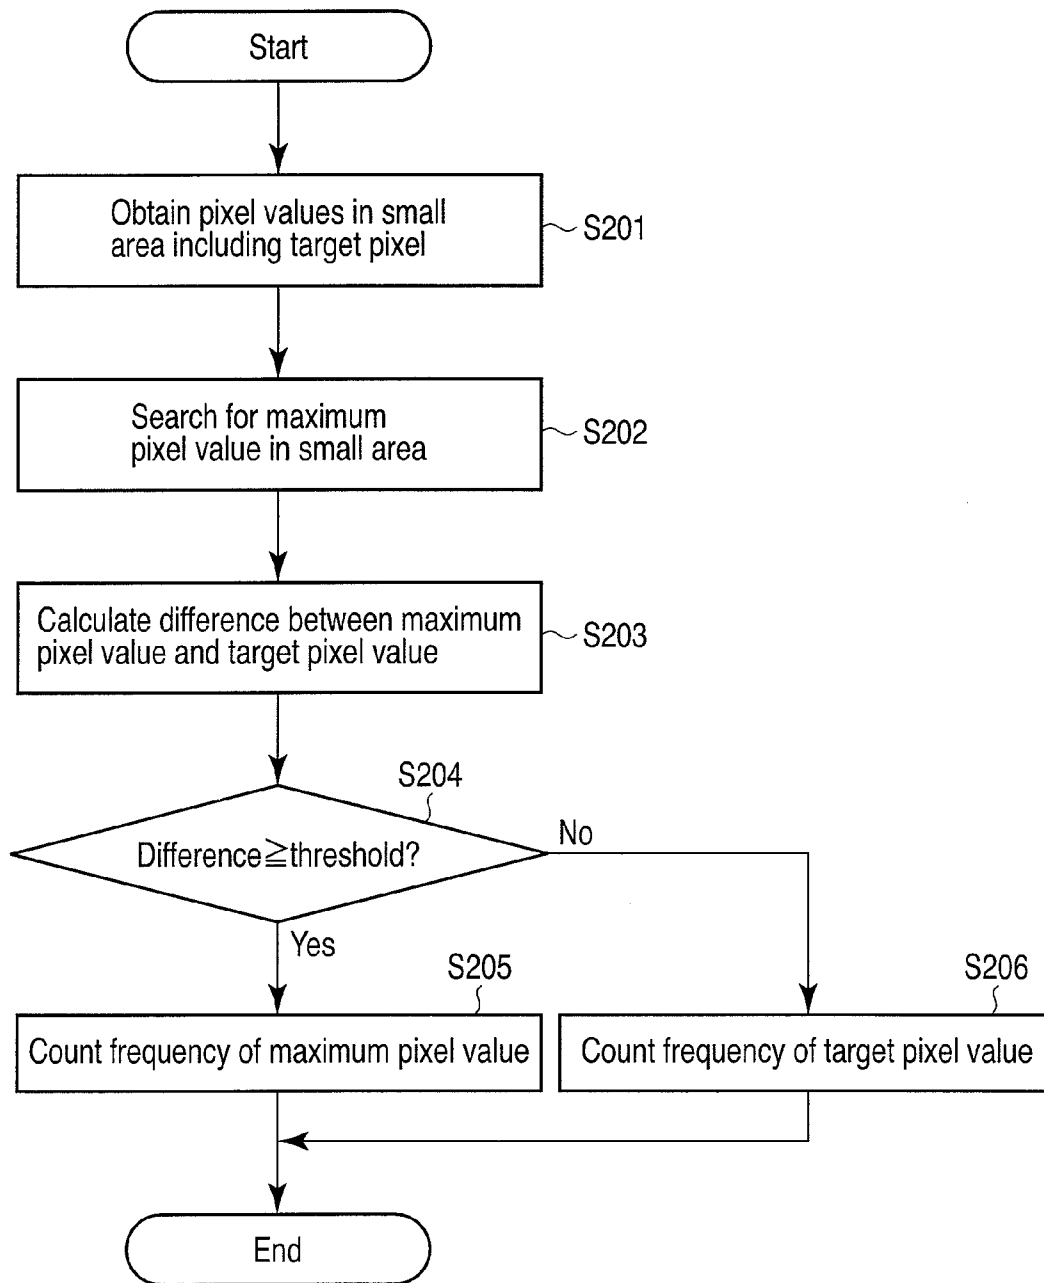 Start
Obtain pixel values in small
area including target pixel
S201
Search for maximum
pixel value in small area
S202
Calculate difference between maximum
pixel value and target pixel value
S203
S204
Difference≧threshold?
No
Yes
S205
Count frequency of maximum pixel value
S206
Count frequency of target pixel value
End